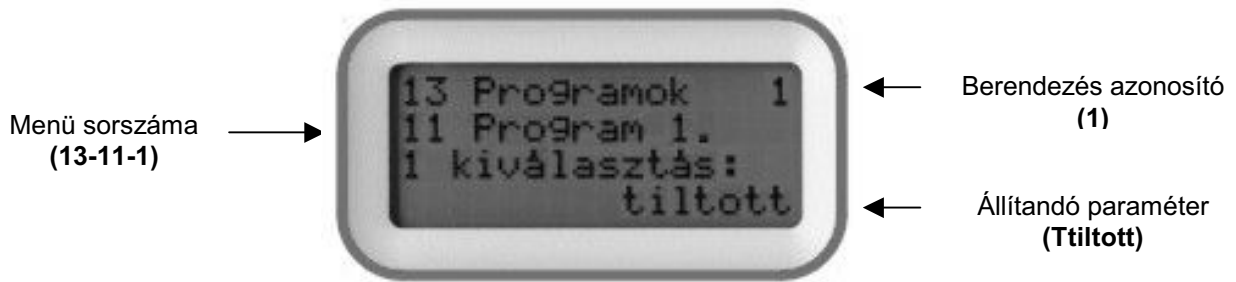 Menü sorszáma
(13-11-1)
13 Programok 1
11 Program 1.
1 kiválasztás:
tiltott
Berendezés azonosító
(1)
Állítandó paraméter
(Ttiltott)